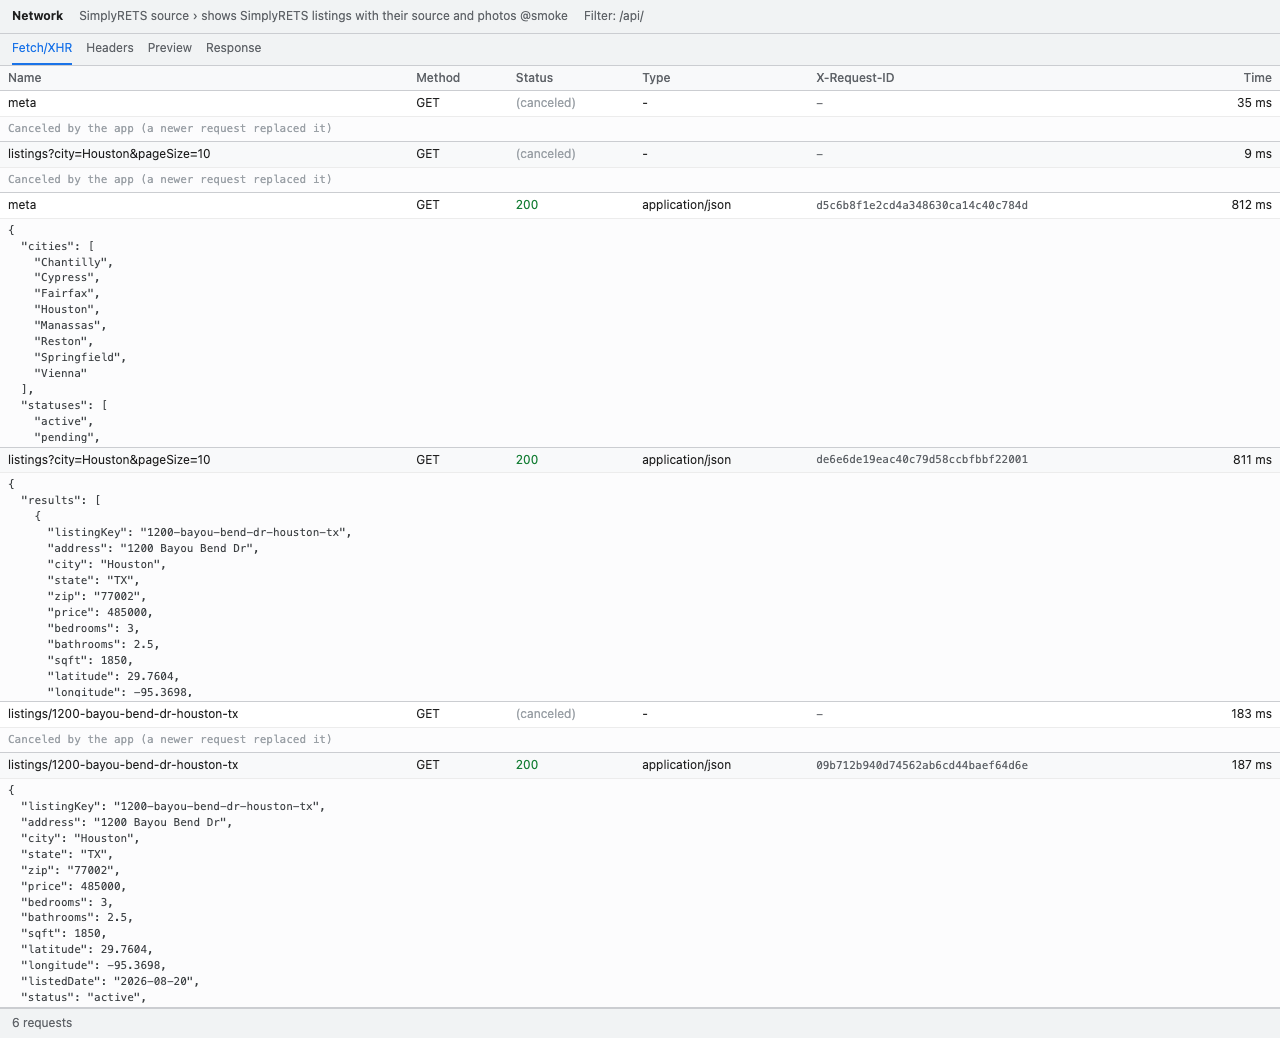 Network SimplyRETS source › shows SimplyRETS listings with their source and photos @smoke Filter: /api/
Fetch/XHR Headers Preview Response
Name Method Status Type X-Request-ID Time
meta GET (canceled) - – 35 ms
Canceled by the app (a newer request replaced it)
listings?city=Houston&pageSize=10 GET (canceled) - – 9 ms
Canceled by the app (a newer request replaced it)
meta GET 200 application/json d5c6b8f1e2cd4a348630ca14c40c784d 812 ms
{
"cities": [
"Chantilly",
"Cypress",
"Fairfax",
"Houston",
"Manassas",
"Reston",
"Springfield",
"Vienna"
],
"statuses": [
"active",
"pending",
listings?city=Houston&pageSize=10 GET 200 application/json de6e6de19eac40c79d58ccbfbbf22001 811 ms
{
"results": [
{
"listingKey": "1200-bayou-bend-dr-houston-tx",
"address": "1200 Bayou Bend Dr",
"city": "Houston",
"state": "TX",
"zip": "77002",
"price": 485000,
"bedrooms": 3,
"bathrooms": 2.5,
"sqft": 1850,
"latitude": 29.7604,
"longitude": -95.3698,
listings/1200-bayou-bend-dr-houston-tx GET (canceled) - – 183 ms
Canceled by the app (a newer request replaced it)
listings/1200-bayou-bend-dr-houston-tx GET 200 application/json 09b712b940d74562ab6cd44baef64d6e 187 ms
{
"listingKey": "1200-bayou-bend-dr-houston-tx",
"address": "1200 Bayou Bend Dr",
"city": "Houston",
"state": "TX",
"zip": "77002",
"price": 485000,
"bedrooms": 3,
"bathrooms": 2.5,
"sqft": 1850,
"latitude": 29.7604,
"longitude": -95.3698,
"listedDate": "2026-08-20",
"status": "active",
6 requests